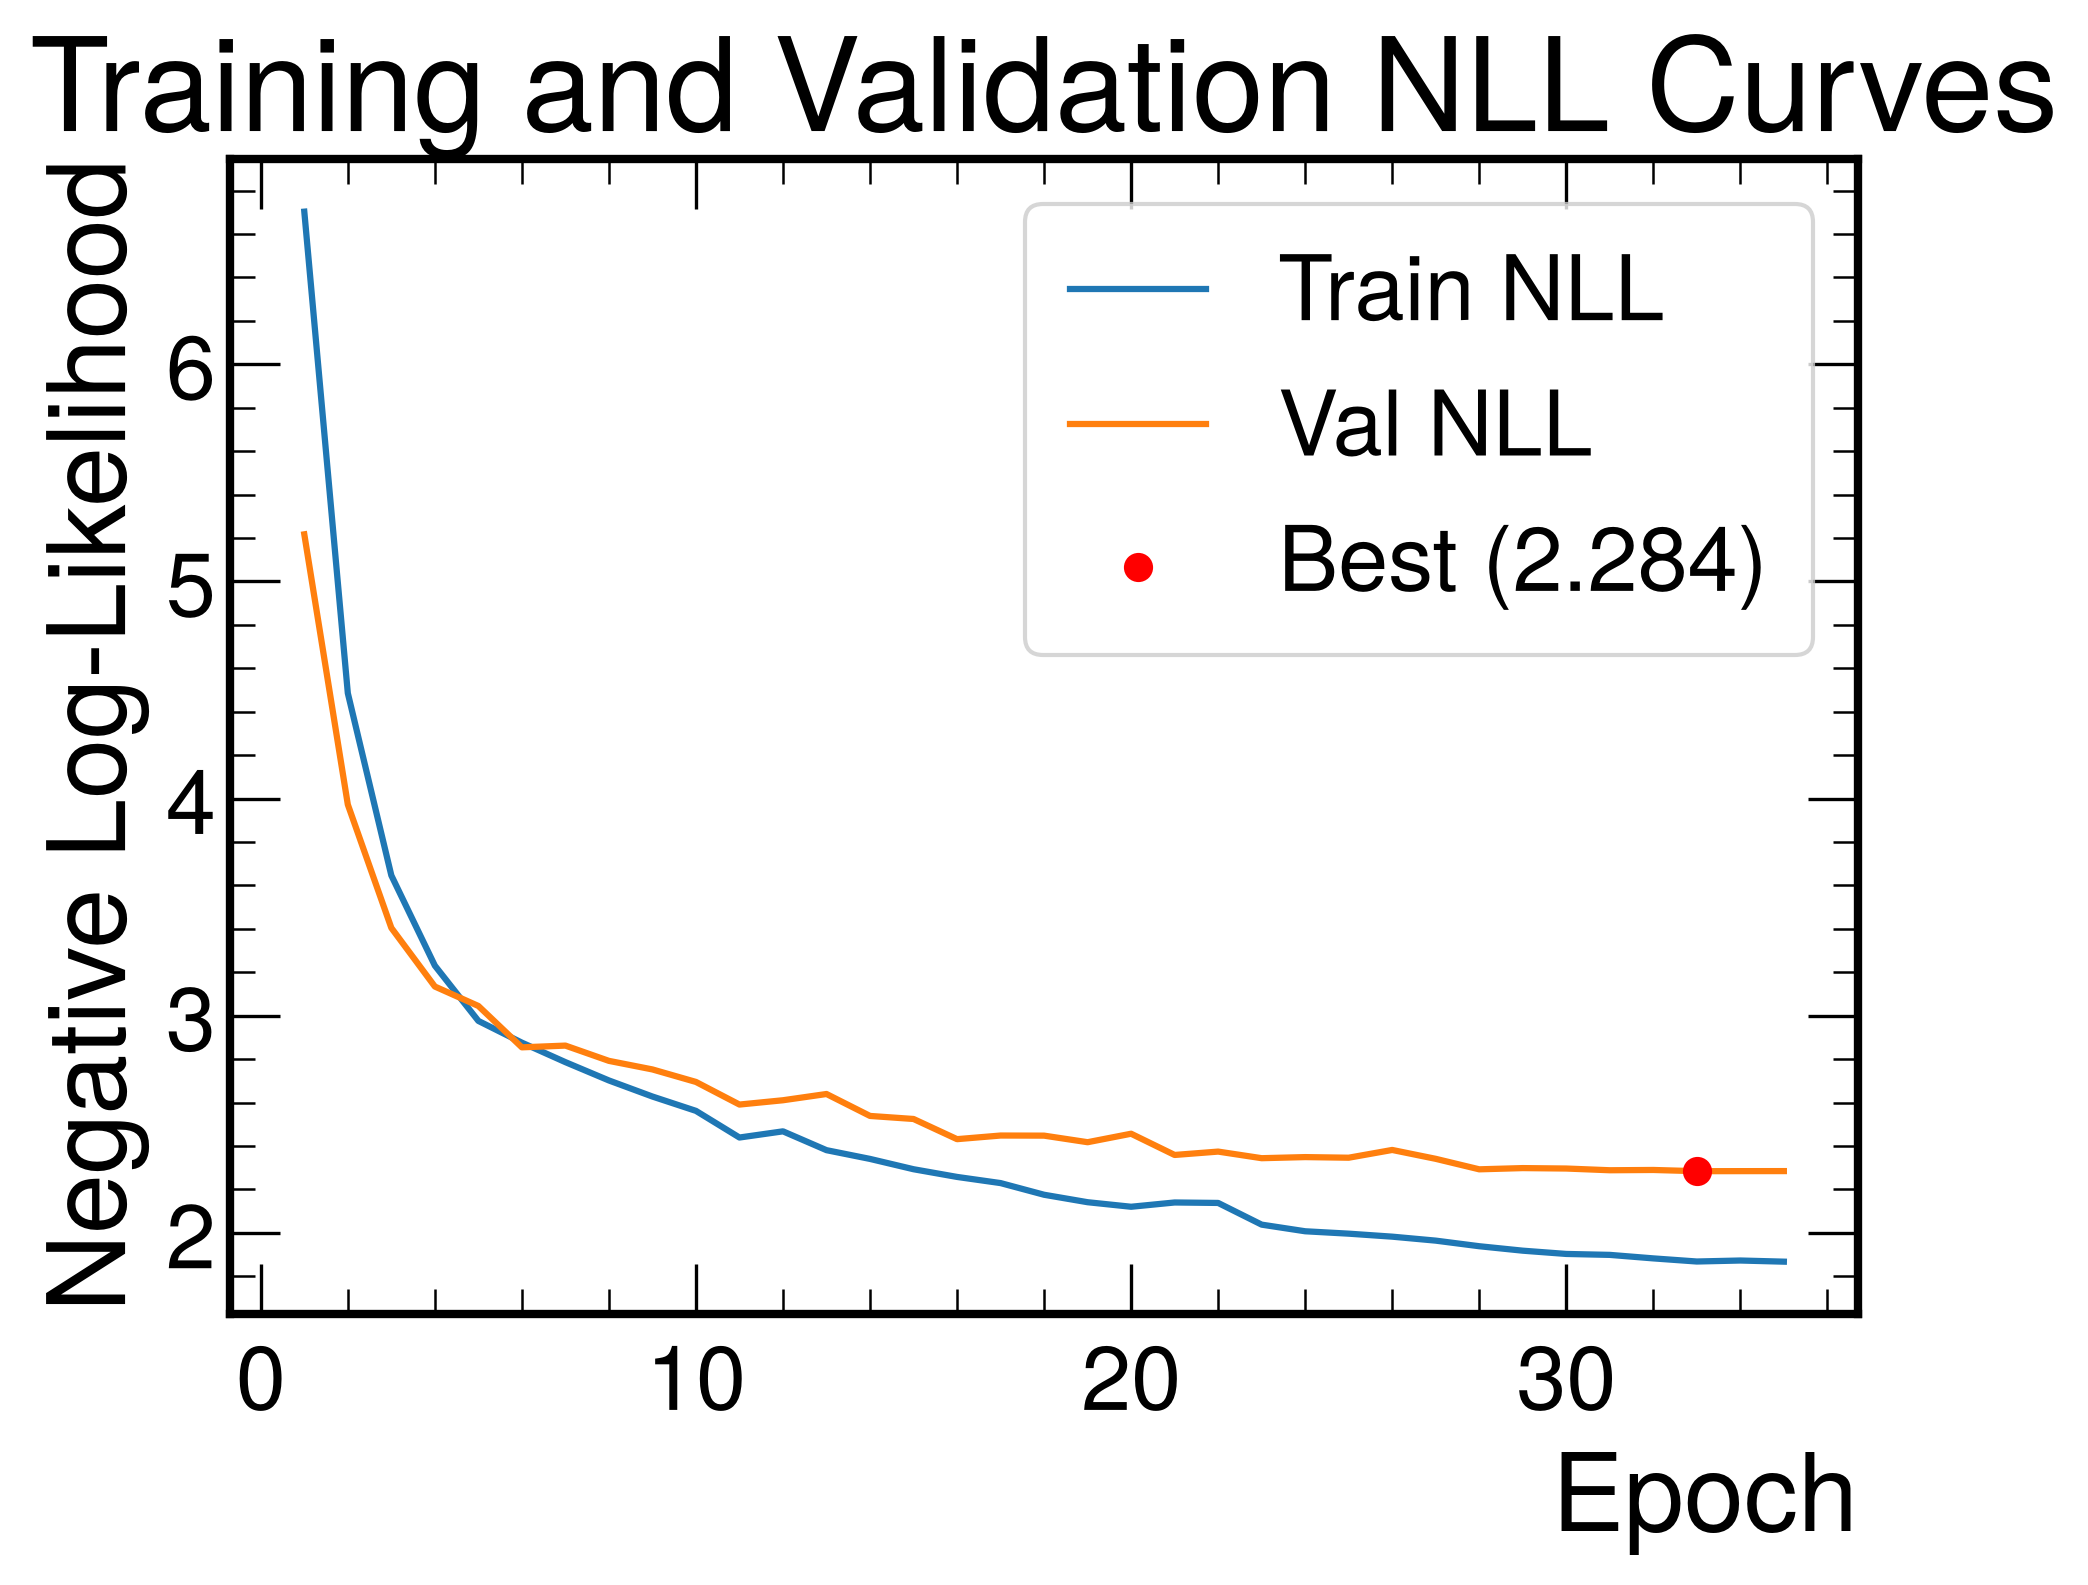 Training and Validation NLL Curves
Negative Log-Likelihood
6
5
4
3
2
Train NLL
Val NLL
Best (2.284)
0 10 20 30
Epoch